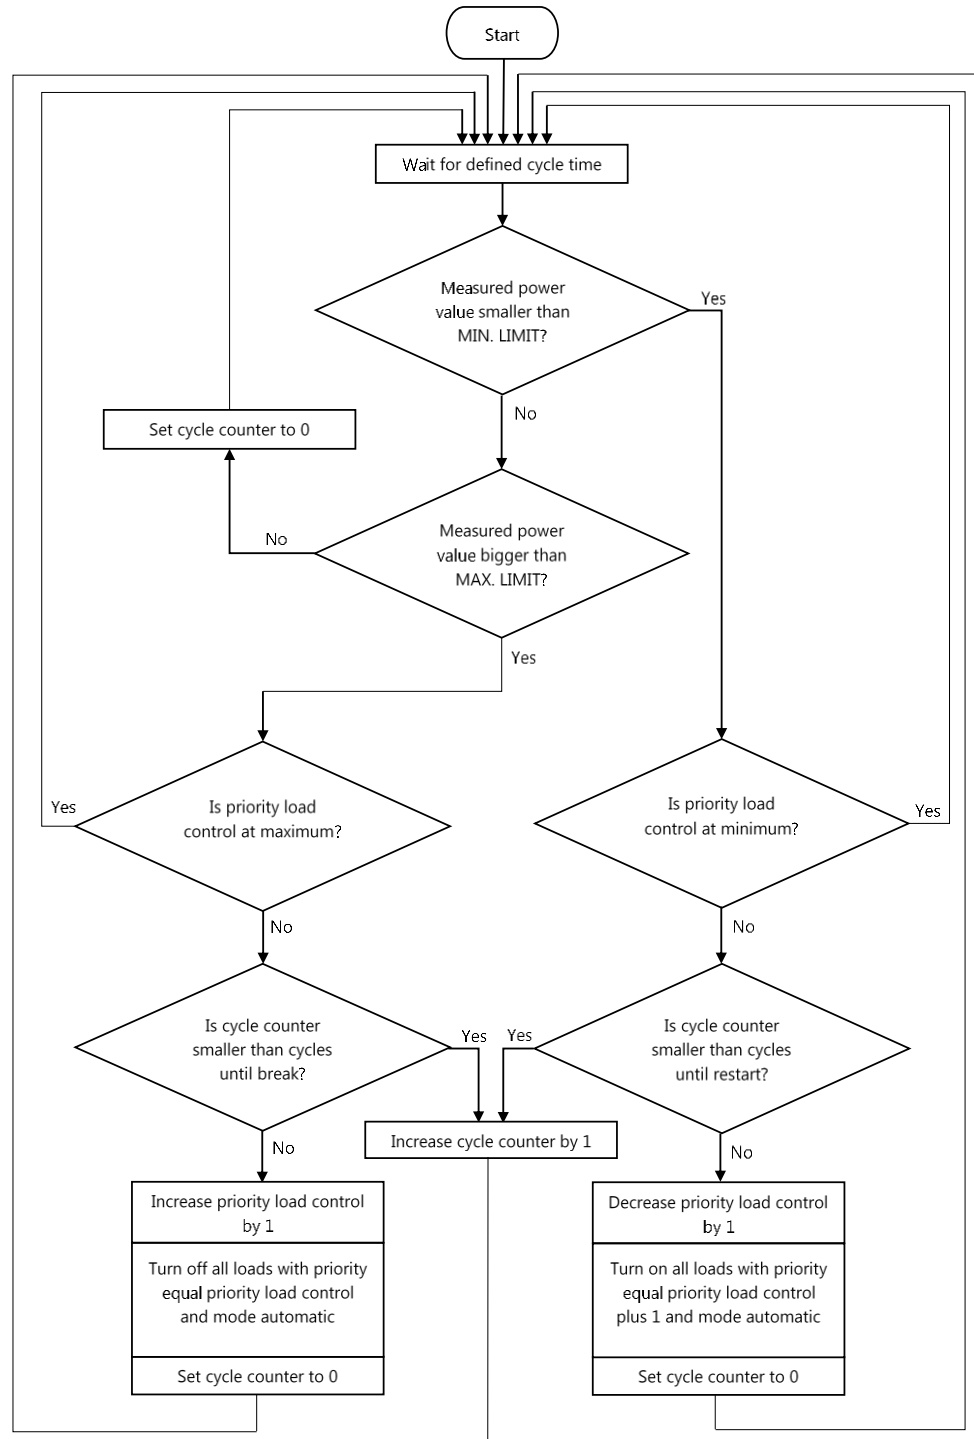 Start
Wait for defined cycle time
Measured power
value smaller than
MIN. LIMIT?
Yes
No
Set cycle counter to 0
Measured power
value bigger than
MAX. LIMIT?
No
Yes
Is priority load
control at maximum?
Yes
No
Is priority load
control at minimum?
Yes
No
Is cycle counter
smaller than cycles
until break?
Yes
No
Is cycle counter
smaller than cycles
until restart?
Yes
No
Increase cycle counter by 1
Increase priority load control
by 1
Turn off all loads with priority
equal priority load control
and mode automatic
Set cycle counter to 0
Decrease priority load control
by 1
Turn on all loads with priority
equal priority load control
plus 1 and mode automatic
Set cycle counter to 0